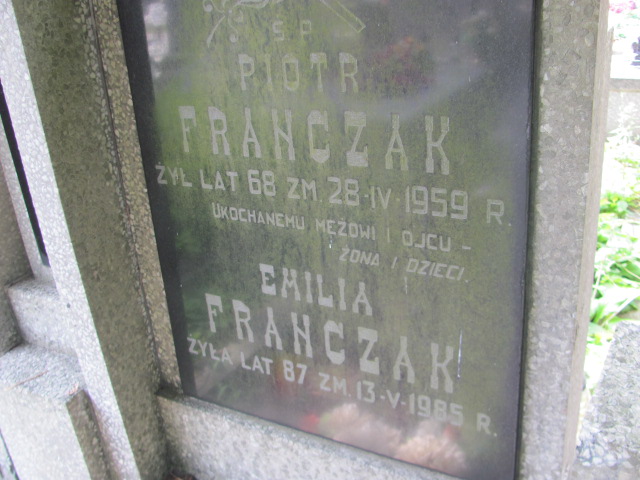 Ś. P.
PIOTR
FRANCZAK
ŻYŁ LAT 68 ZM. 28-IV-1959 R.
UKOCHANEMU MĘŻOWI I OJCU –
ŻONA I DZIECI.
EMILIA
FRANCZAK
ŻYŁA LAT 87 ZM. 13-V-1985 R.